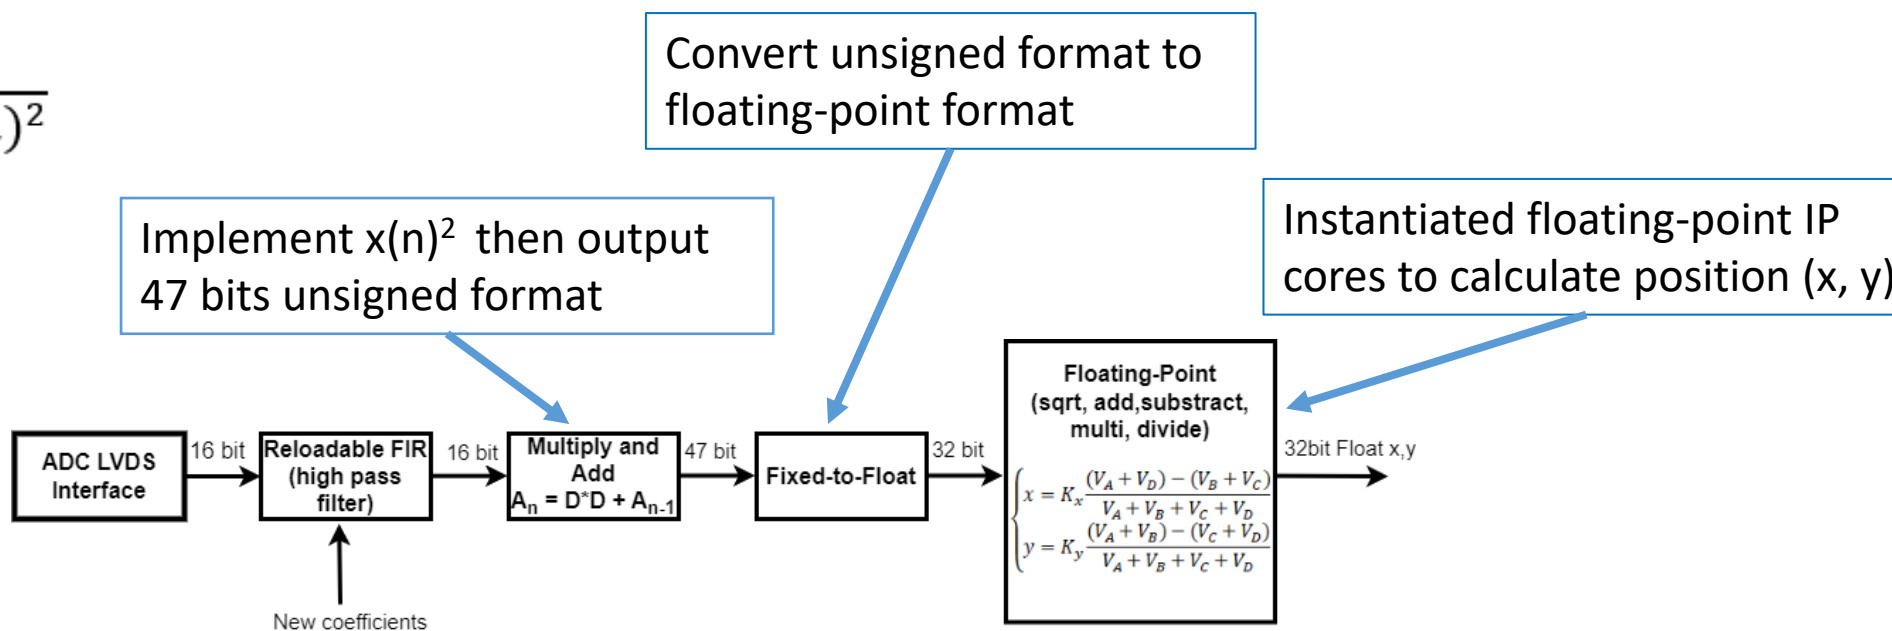 )²
Convert unsigned format to
floating-point format
Implement x(n)² then output
47 bits unsigned format
Instantiated floating-point IP
cores to calculate position (x, y)
ADC LVDS
Interface
16 bit
Reloadable FIR
(high pass
filter)
New coefficients
16 bit
Multiply and
Add
Aₙ = D*D + Aₙ₋₁
47 bit
Fixed-to-Float
32 bit
Floating-Point
(sqrt, add,substract,
multi, divide)
x = Kₓ (V_A + V_D) − (V_B + V_C) / V_A + V_B + V_C + V_D
y = K_y (V_A + V_B) − (V_C + V_D) / V_A + V_B + V_C + V_D
32bit Float x,y